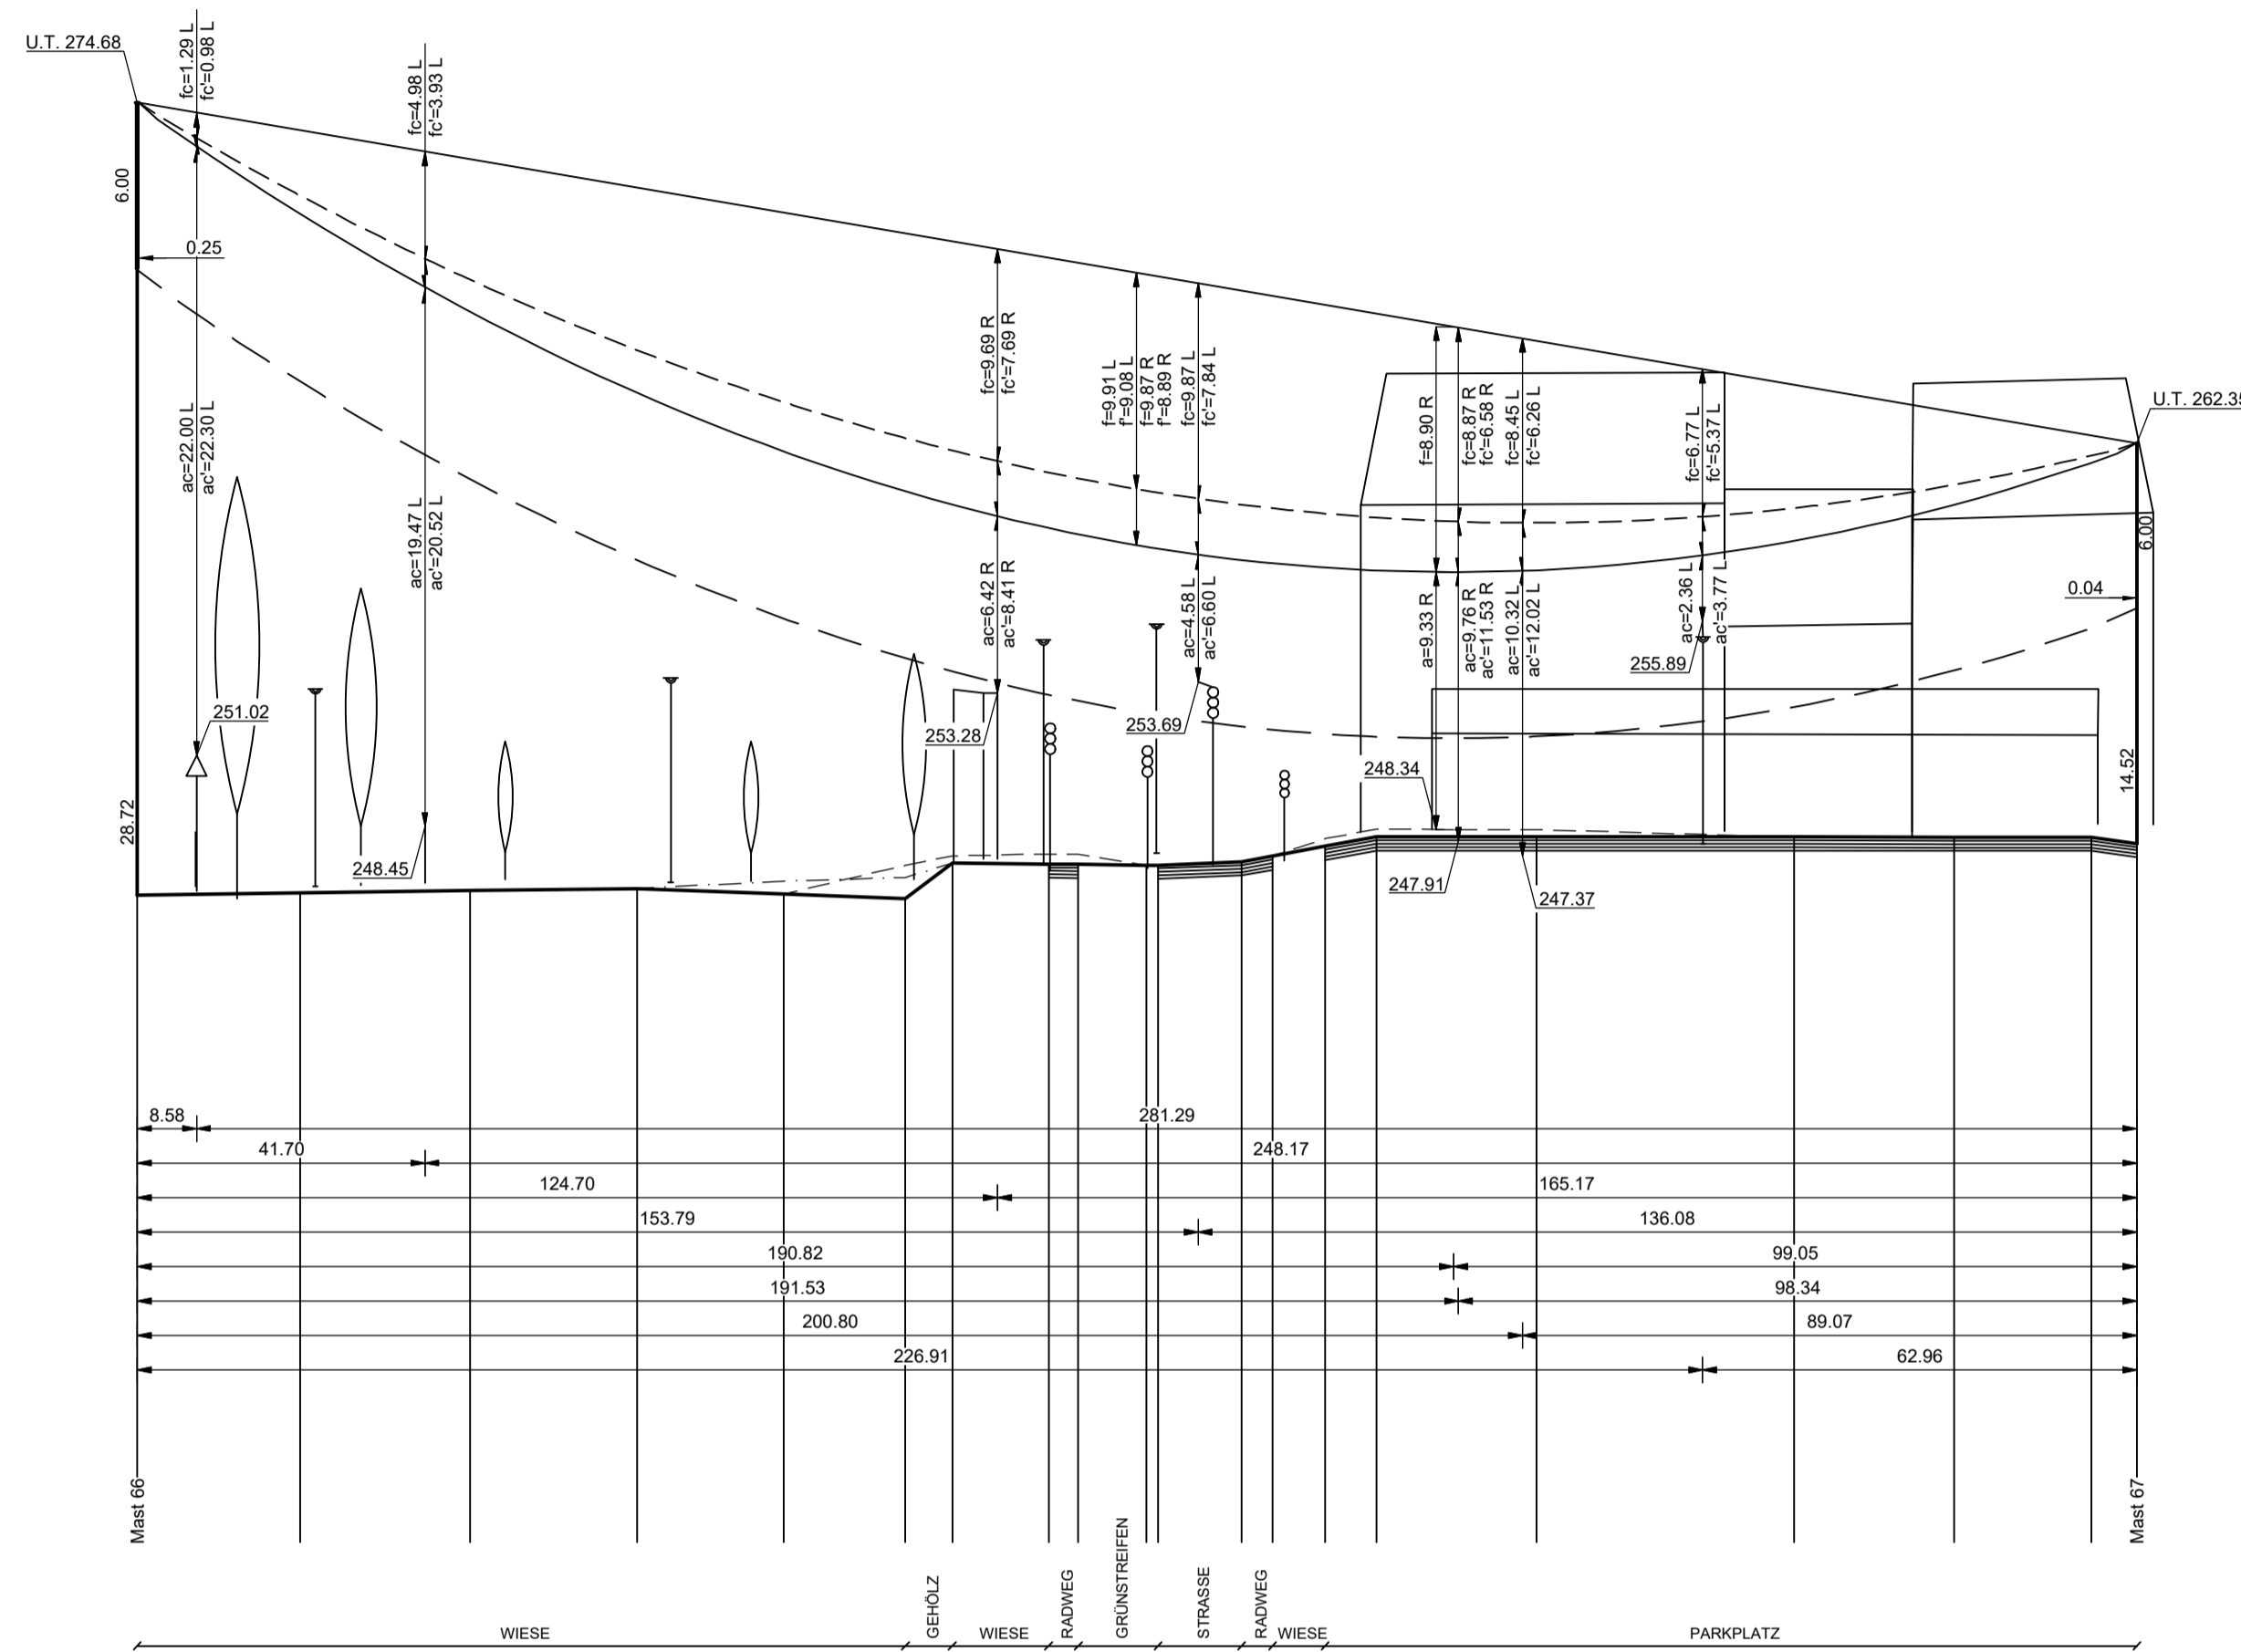 U.T. 274.68
fc=1.29 L
fc'=0.98 L
fc=4.98 L
fc'=3.93 L
6.00
0.25
ac=22.00 L
ac'=22.30 L
ac=19.47 L
ac'=20.52 L
fc=9.69 R
fc'=7.69 R
f=9.91 L
f'=9.08 L
f=9.87 R
f'=8.89 R
fc=9.87 L
fc'=7.84 L
f=8.90 R
fc=8.87 R
fc'=6.58 R
fc=8.45 L
fc'=6.26 L
fc=6.77 L
fc'=5.37 L
U.T. 262.35
6.00
0.04
ac=6.42 R
ac'=8.41 R
ac=4.58 L
ac'=6.60 L
a=9.33 R
ac=9.76 R
ac'=11.53 R
ac=10.32 L
ac'=12.02 L
ac=2.36 L
ac'=3.77 L
255.89
251.02
253.28
253.69
248.34
28.72
14.52
248.45
247.91
247.37
8.58
281.29
41.70
248.17
124.70
165.17
153.79
136.08
190.82
99.05
191.53
98.34
200.80
89.07
226.91
62.96
Mast 66
Mast 67
WIESE
GEHÖLZ
WIESE
RADWEG
GRÜNSTREIFEN
STRASSE
RADWEG
WIESE
PARKPLATZ